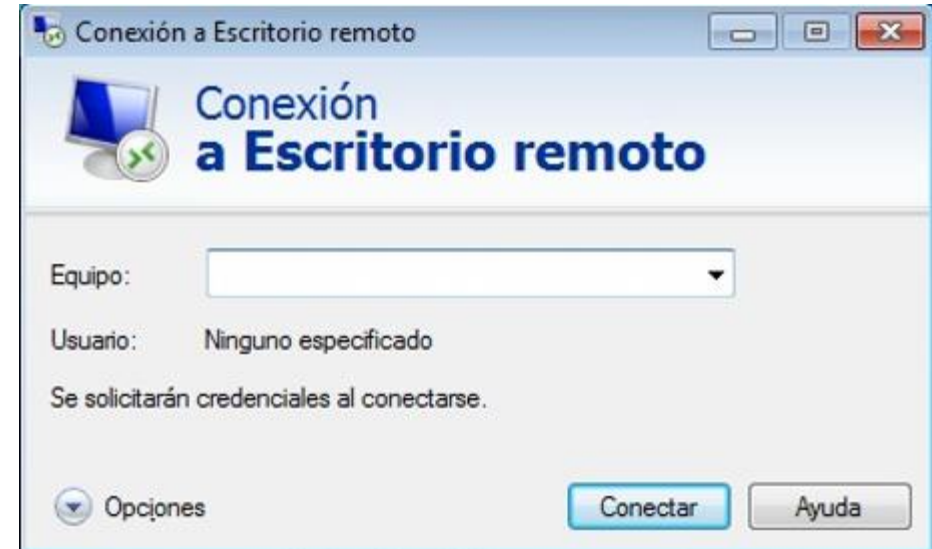 Conexión a Escritorio remoto
Conexión
a Escritorio remoto
Equipo:
Usuario: Ninguno especificado
Se solicitarán credenciales al conectarse.
Opciones Conectar Ayuda